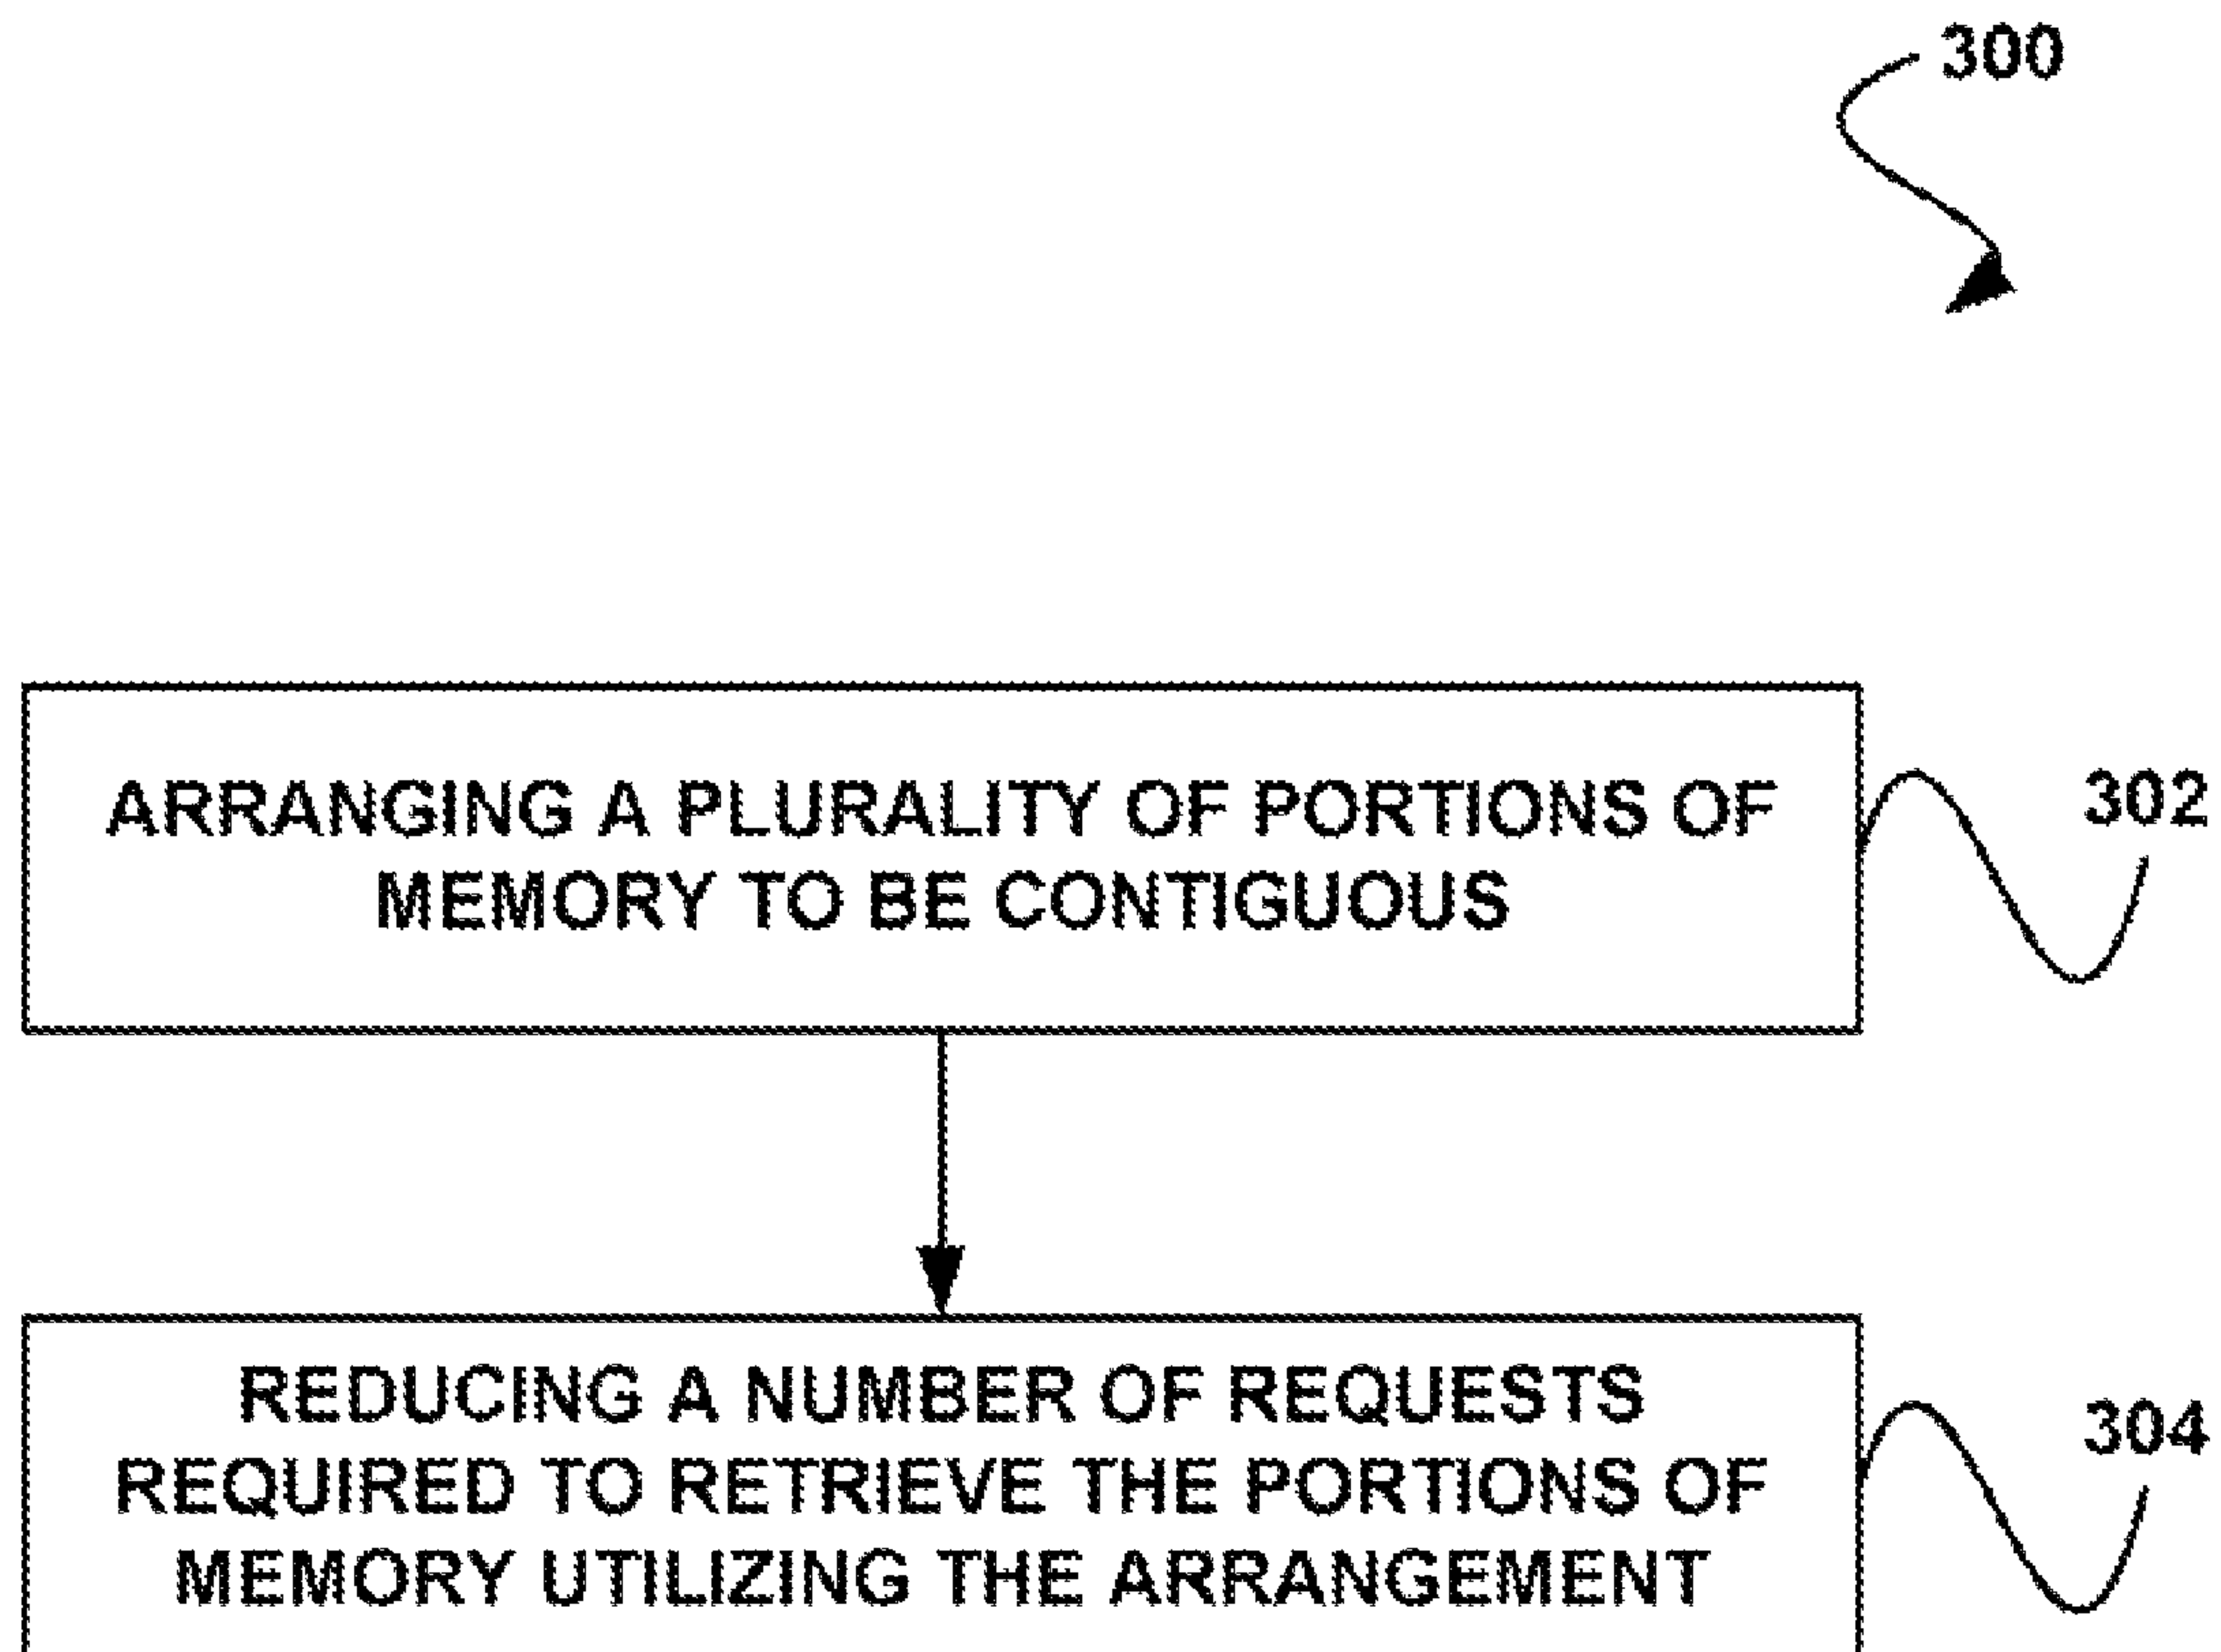 300
ARRANGING A PLURALITY OF PORTIONS OF
MEMORY TO BE CONTIGUOUS
302
REDUCING A NUMBER OF REQUESTS
REQUIRED TO RETRIEVE THE PORTIONS OF
MEMORY UTILIZING THE ARRANGEMENT
304